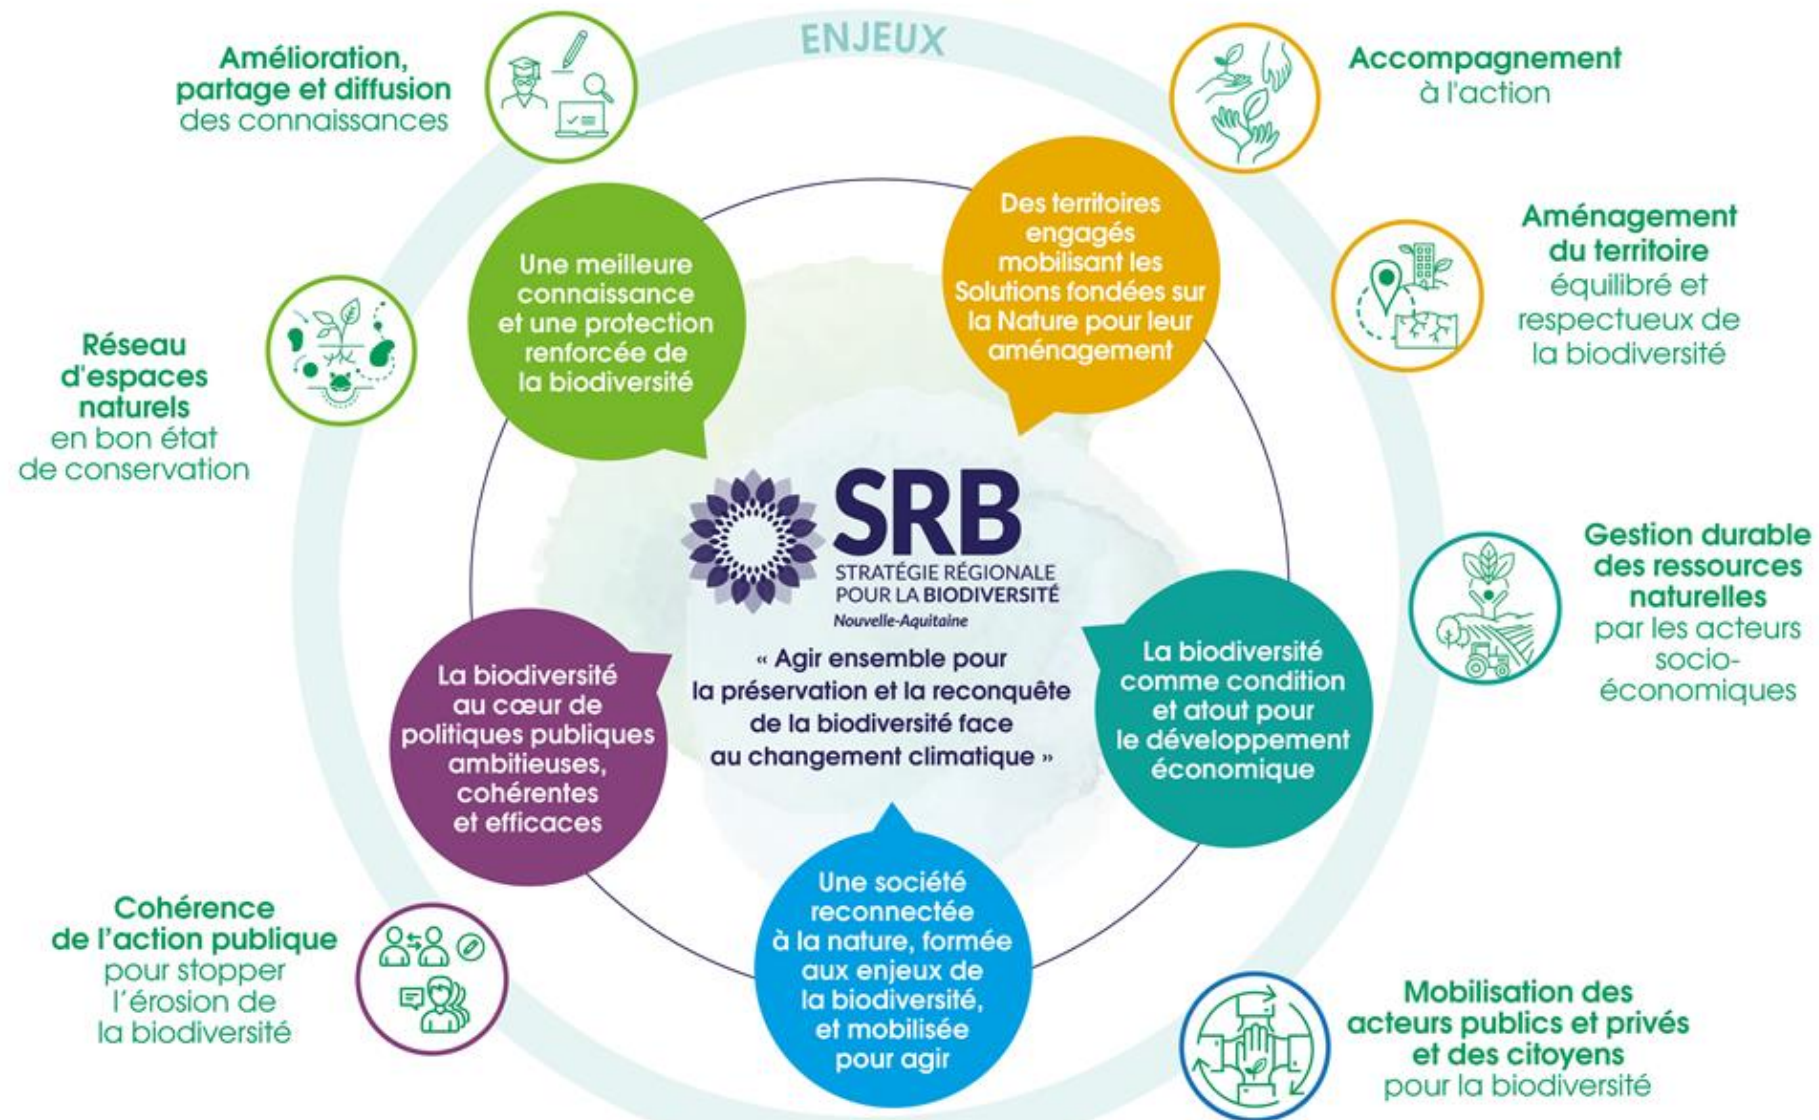 ENJEUX
Amélioration,
partage et diffusion
des connaissances
Accompagnement
à l'action
Réseau
d'espaces
naturels
en bon état
de conservation
Une meilleure
connaissance
et une protection
renforcée de
la biodiversité
Des territoires
engagés
mobilisant les
Solutions fondées sur
la Nature pour leur
aménagement
Aménagement
du territoire
équilibré et
respectueux de
la biodiversité
SRB
STRATÉGIE RÉGIONALE
POUR LA BIODIVERSITÉ
Nouvelle-Aquitaine
« Agir ensemble pour
la préservation et la reconquête
de la biodiversité face
au changement climatique »
Gestion durable
des ressources
naturelles
par les acteurs
socio-
économiques
La biodiversité
au cœur de
politiques publiques
ambitieuses,
cohérentes
et efficaces
La biodiversité
comme condition
et atout pour
le développement
économique
Une société
reconnectée
à la nature, formée
aux enjeux de
la biodiversité,
et mobilisée
pour agir
Cohérence
de l'action publique
pour stopper
l'érosion de
la biodiversité
Mobilisation des
acteurs publics et privés
et des citoyens
pour la biodiversité